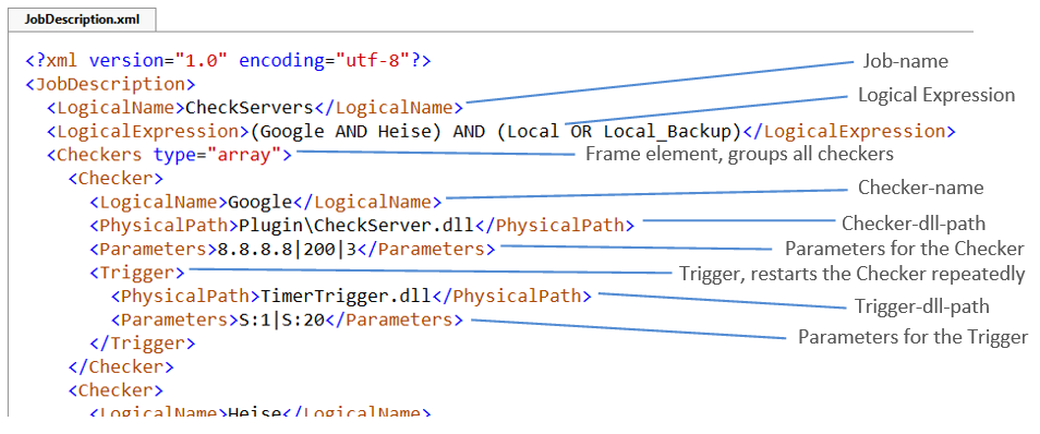 JobDescription.xml
<?xml version="1.0" encoding="utf-8"?>
Job-name
<JobDescription>
<LogicalName>CheckServers</LogicalName>
Logical Expression
<LogicalExpression>(Google AND Heise) AND (Local OR Local_Backup)</LogicalExpression>
<Checkers type="array">
Frame element, groups all checkers
<Checker>
Checker-name
<LogicalName>Google</LogicalName>
<PhysicalPath>Plugin\CheckServer.dll</PhysicalPath>
Checker-dll-path
<Parameters>8.8.8.8|200|3</Parameters>
Parameters for the Checker
<Trigger>
Trigger, restarts the Checker repeatedly
<PhysicalPath>TimerTrigger.dll</PhysicalPath>
Trigger-dll-path
<Parameters>S:1|S:20</Parameters>
Parameters for the Trigger
</Trigger>
</Checker>
<Checker>
<LogicalName>Heise</LogicalName>